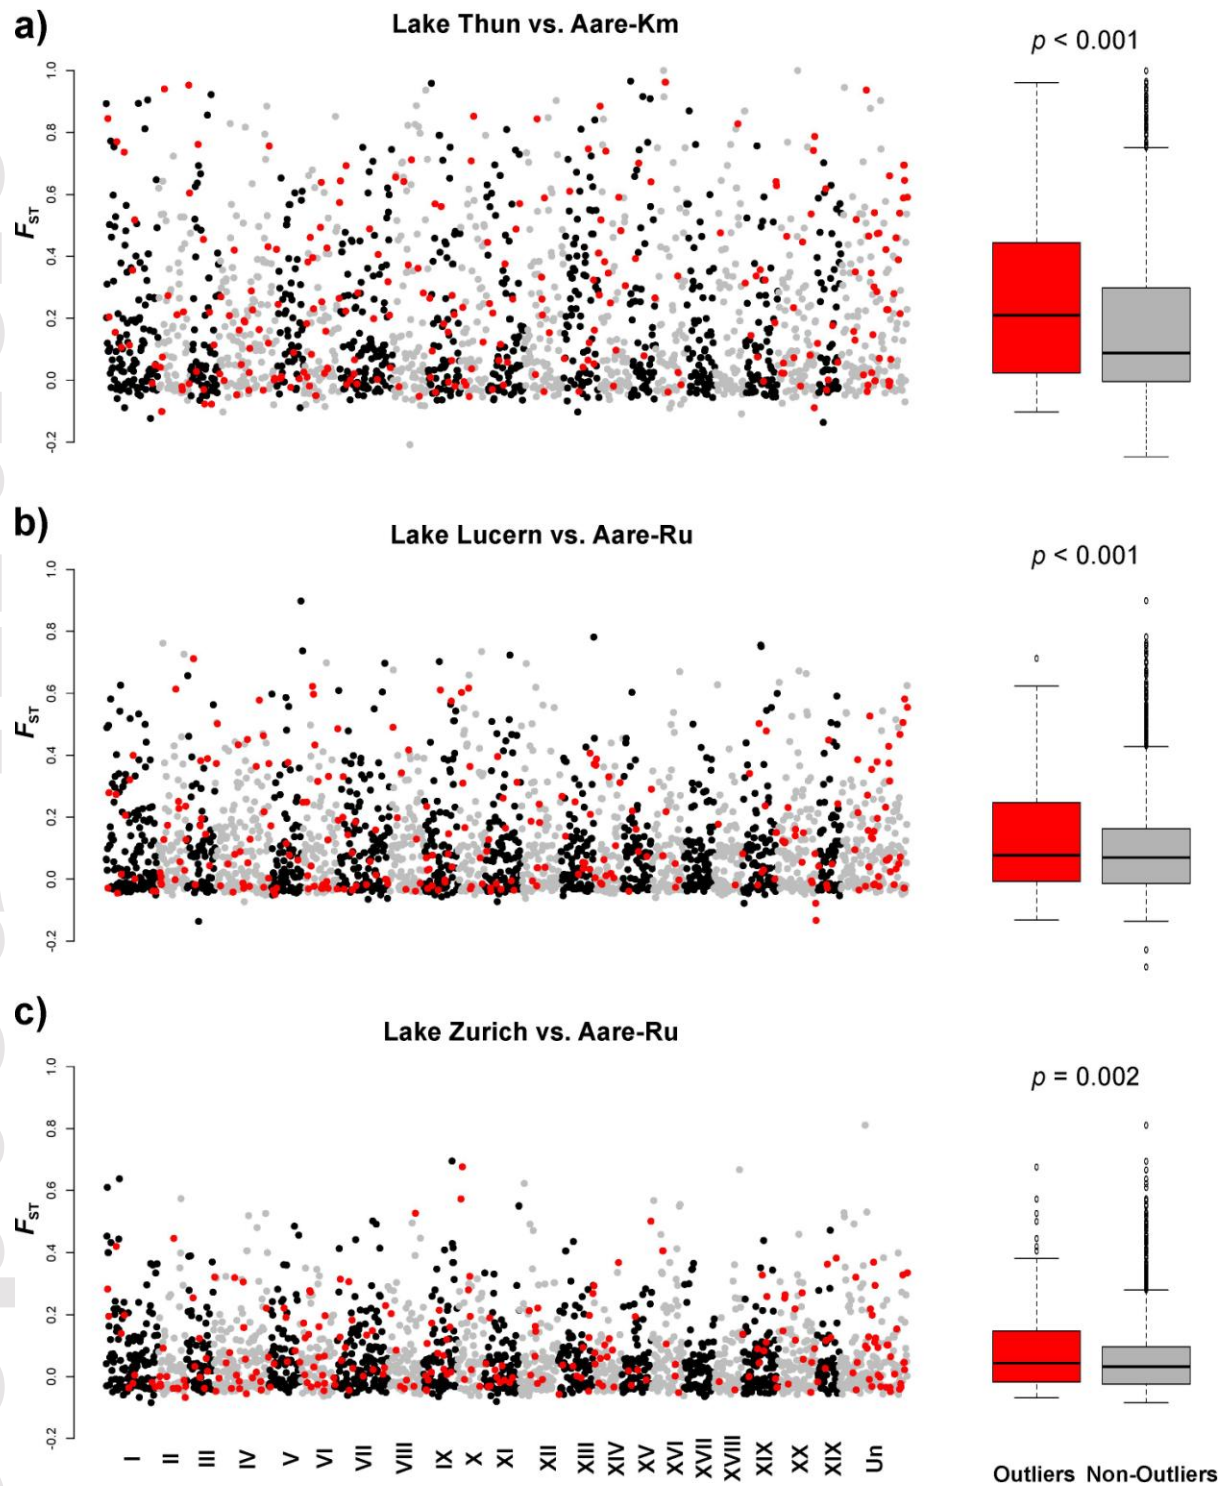 a)
Lake Thun vs. Aare-Km
p < 0.001
FST
1.0
0.8
0.6
0.4
0.2
0.0
-0.2
b)
Lake Lucern vs. Aare-Ru
p < 0.001
FST
1.0
0.8
0.6
0.4
0.2
0.0
-0.2
c)
Lake Zurich vs. Aare-Ru
p = 0.002
FST
1.0
0.8
0.6
0.4
0.2
0.0
-0.2
I II III IV V VI VII VIII IX X XI XII XIII XIV XV XVI XVII XVIII XIX XX XIX Un
Outliers Non-Outliers